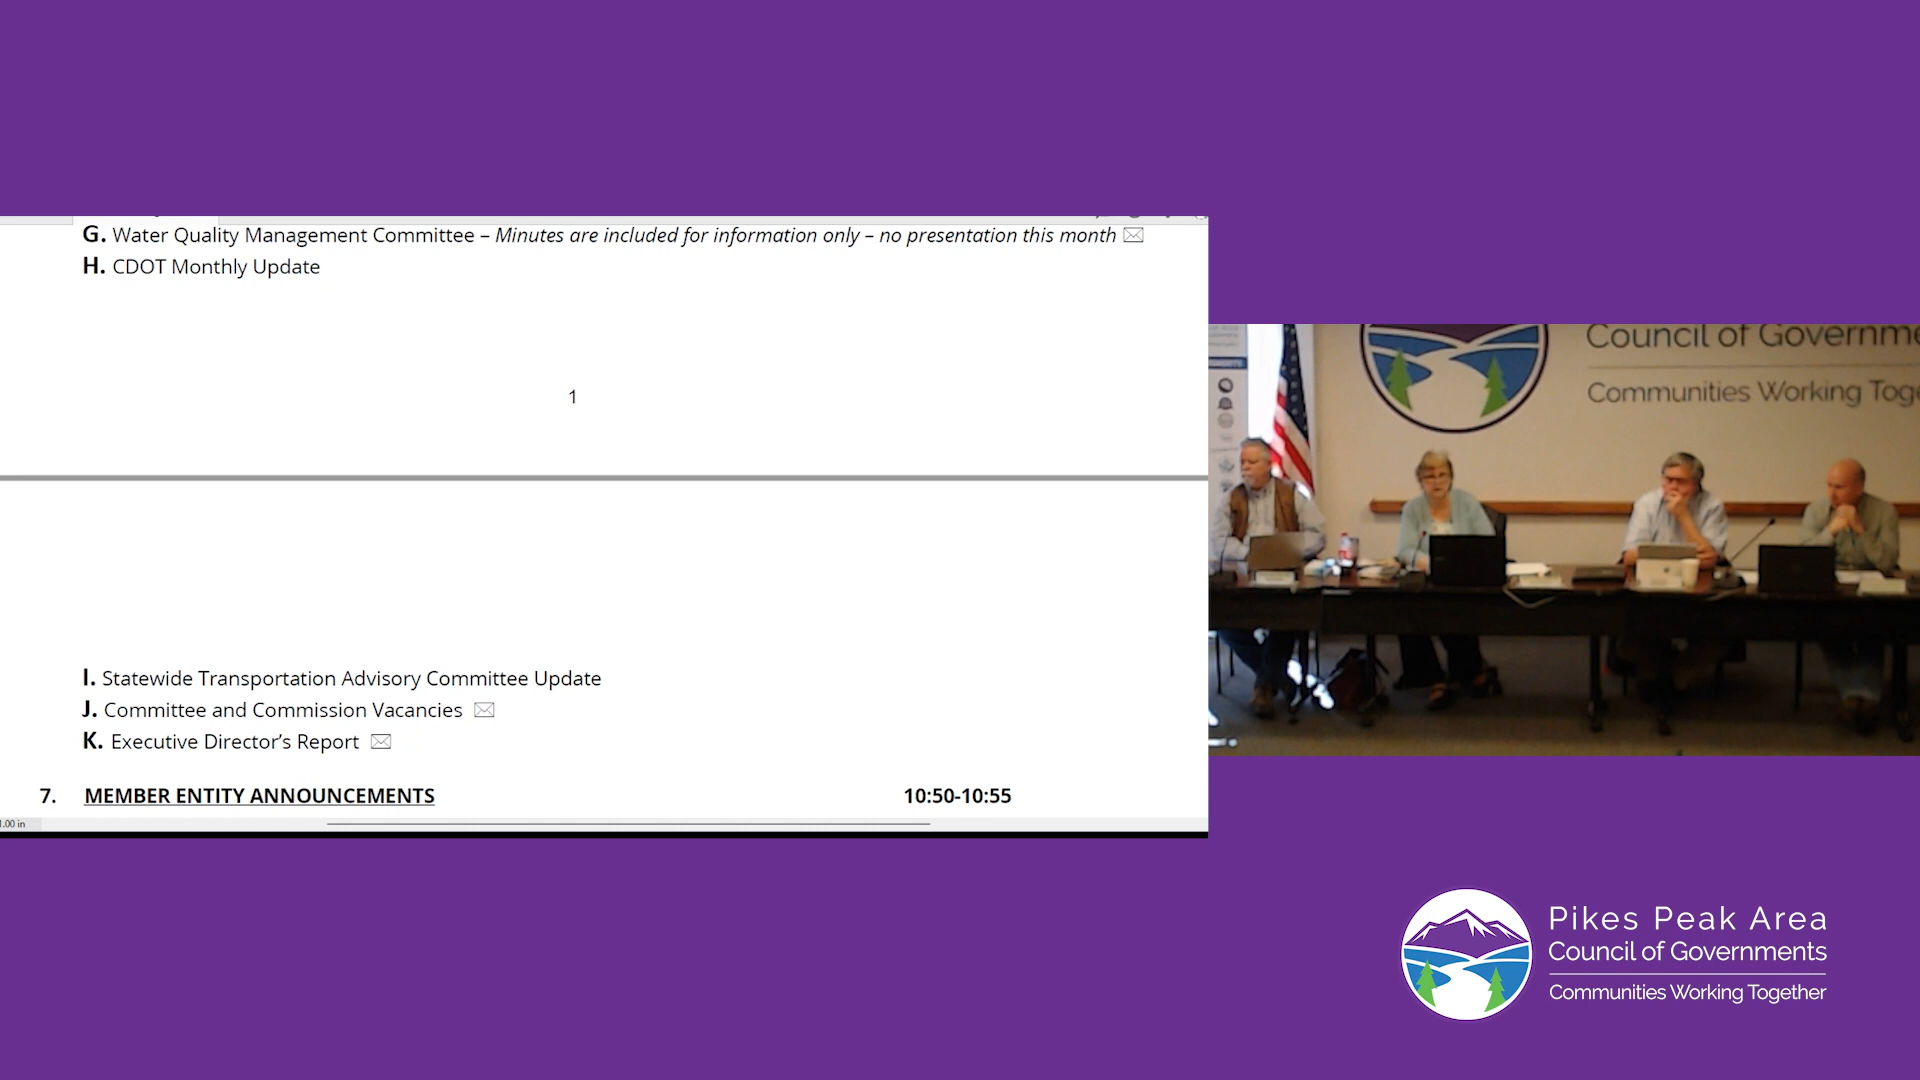 G. Water Quality Management Committee – Minutes are included for information only – no presentation this month
H. CDOT Monthly Update
1
I. Statewide Transportation Advisory Committee Update
J. Committee and Commission Vacancies
K. Executive Director’s Report
7. MEMBER ENTITY ANNOUNCEMENTS 10:50-10:55
1.00 in
Council of Governme
Communities Working Toge
Pikes Peak Area
Council of Governments
Communities Working Together